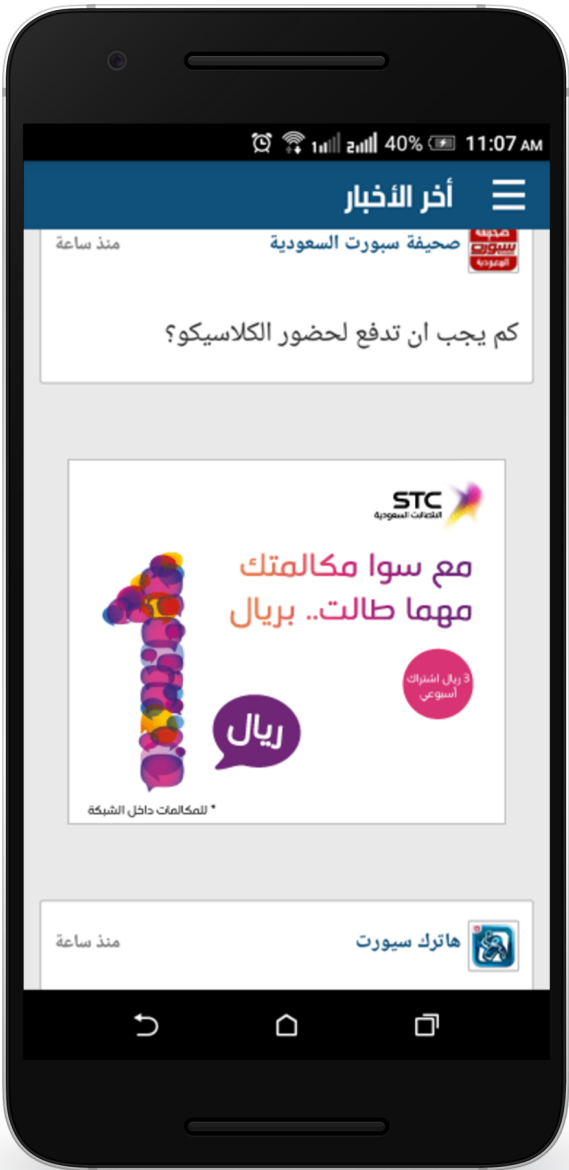 40% 11:07 AM
أخر الأخبار
صحيفة سبورت السعودية
منذ ساعة
كم يجب ان تدفع لحضور الكلاسيكو؟
STC
الاتصالات السعودية
مع سوا مكالمتك
مهما طالت.. بريال
3 ريال اشتراك
أسبوعي
1
ريال
* للمكالمات داخل الشبكة
هاترك سبورت
منذ ساعة